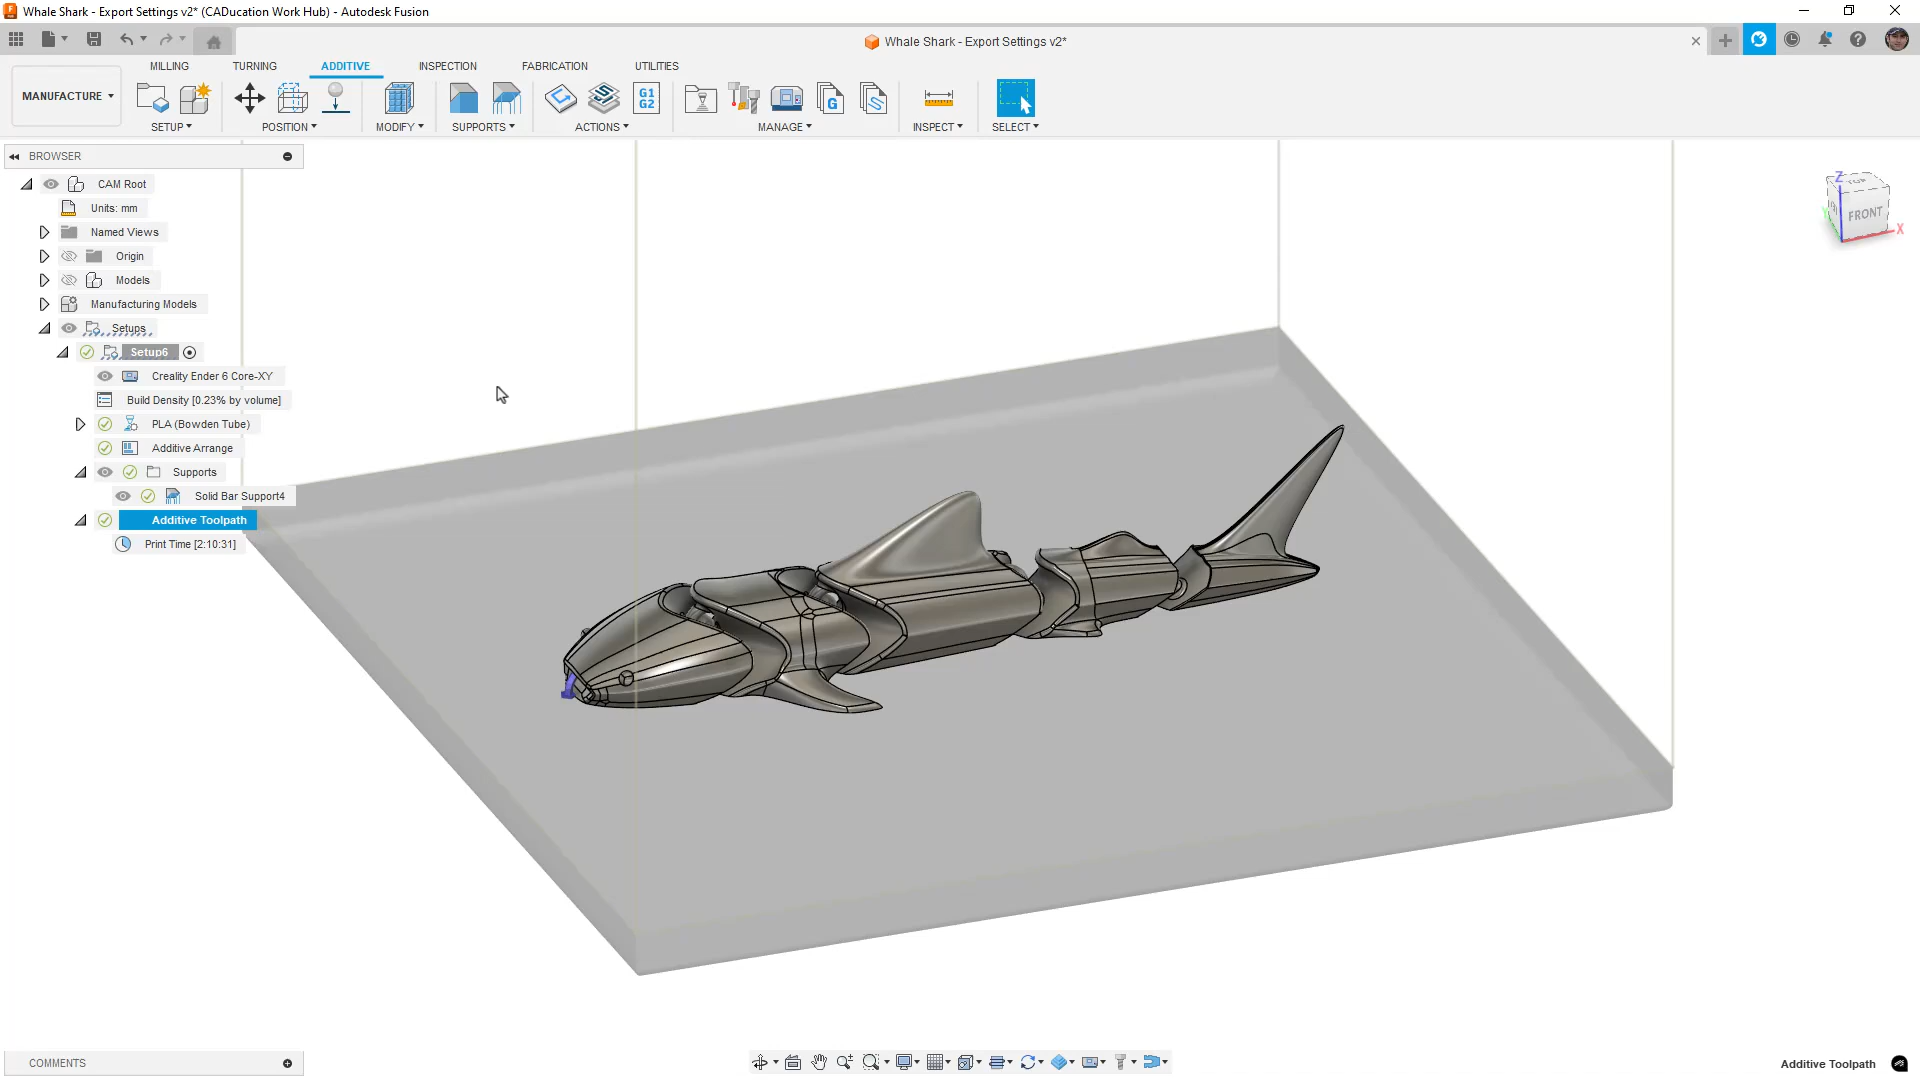 Whale Shark - Export Settings v2* (CADucation Work Hub) - Autodesk Fusion
Whale Shark - Export Settings v2*
MILLING TURNING ADDITIVE INSPECTION FABRICATION UTILITIES
MANUFACTURE
G1
G2
G
SETUP POSITION MODIFY SUPPORTS ACTIONS MANAGE INSPECT SELECT
BROWSER
CAM Root
Units: mm
Named Views
Origin
Models
Manufacturing Models
Setups
Setup6
Creality Ender 6 Core-XY
Build Density [0.23% by volume]
PLA (Bowden Tube)
Additive Arrange
Supports
Solid Bar Support4
Additive Toolpath
Print Time [2:10:31]
Z
TOP
FRONT
X
COMMENTS
Additive Toolpath